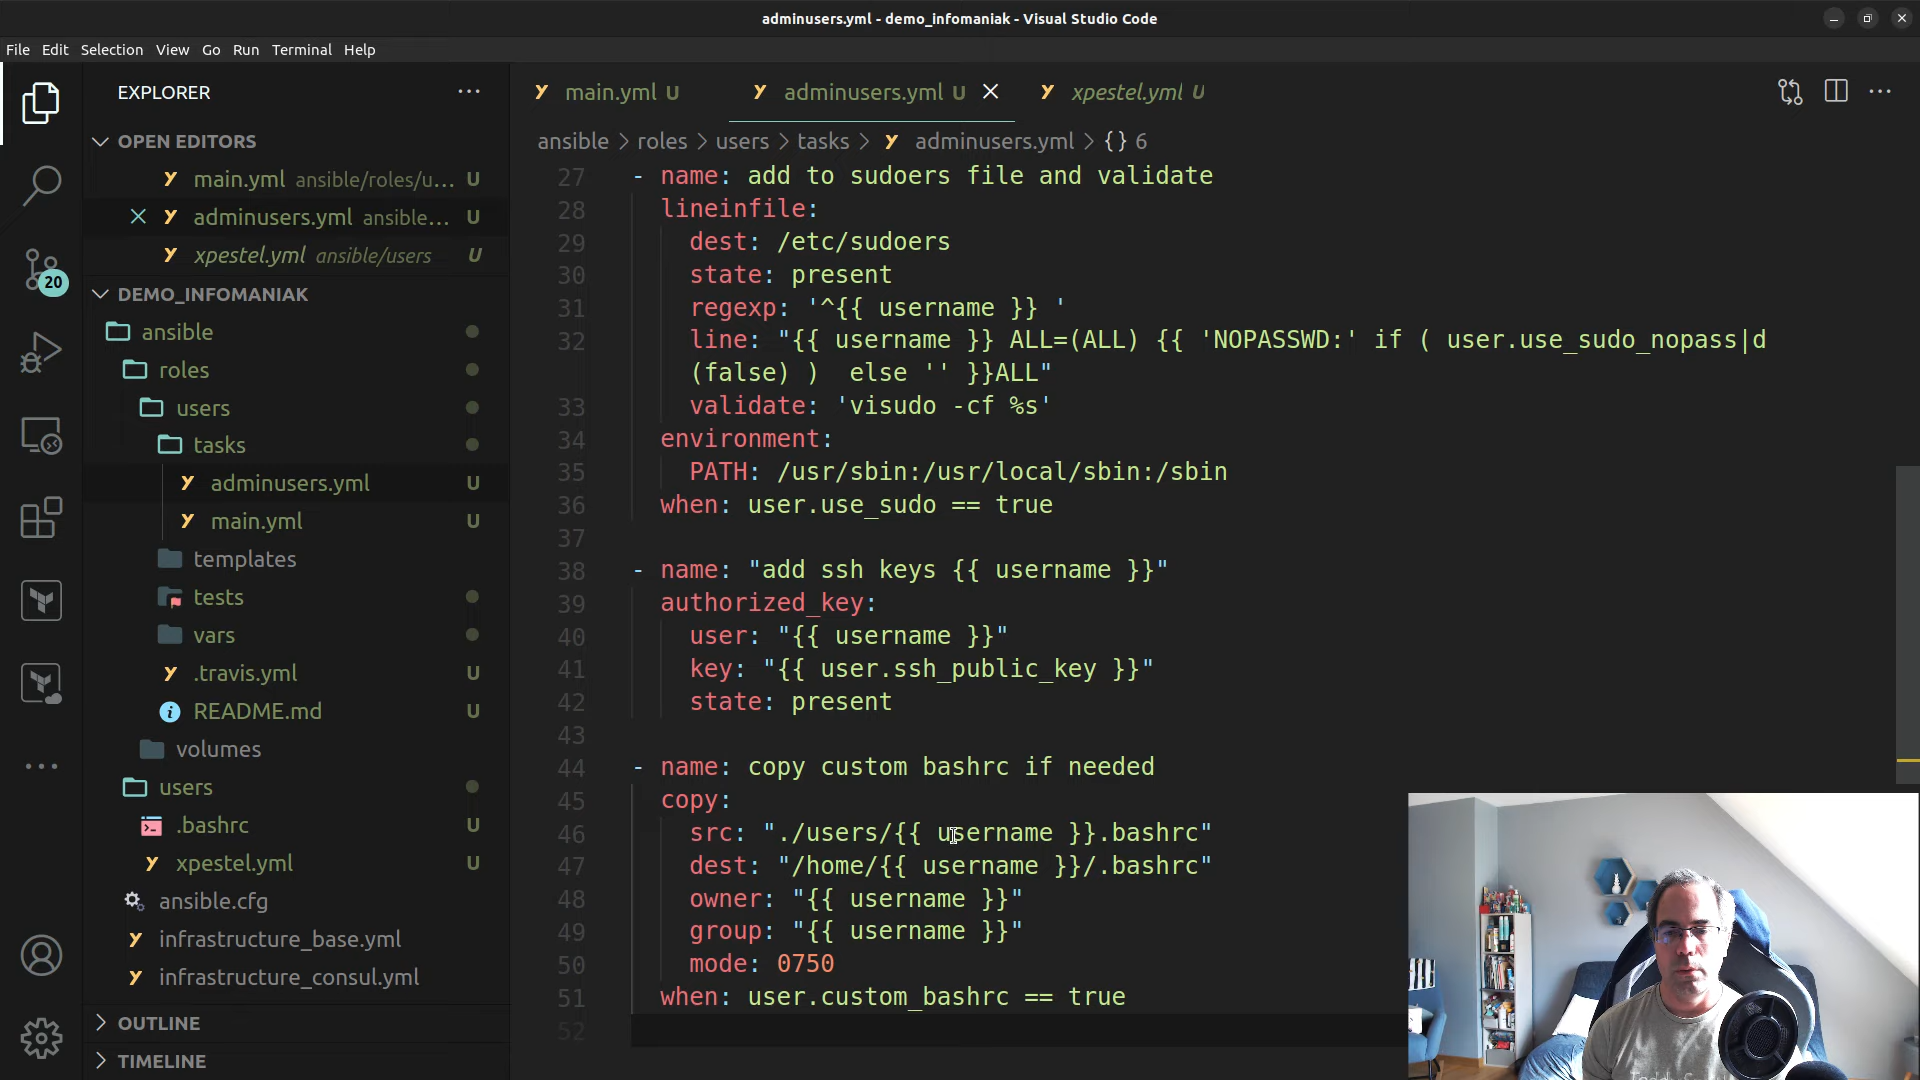 adminusers.yml - demo_infomaniak - Visual Studio Code
File Edit Selection View Go Run Terminal Help
EXPLORER
OPEN EDITORS
main.yml ansible/roles/u... U
adminusers.yml ansible... U
xpestel.yml ansible/users U
DEMO_INFOMANIAK
ansible
roles
users
tasks
adminusers.yml U
main.yml U
templates
tests
vars
.travis.yml U
README.md U
volumes
users
.bashrc U
xpestel.yml U
ansible.cfg
infrastructure_base.yml
infrastructure_consul.yml
OUTLINE
TIMELINE
20
main.yml U
adminusers.yml U
xpestel.yml U
ansible > roles > users > tasks > adminusers.yml > {} 6
27 - name: add to sudoers file and validate
28 lineinfile:
29 dest: /etc/sudoers
30 state: present
31 regexp: '^{{ username }} '
32 line: "{{ username }} ALL=(ALL) {{ 'NOPASSWD:' if ( user.use_sudo_nopass|d
(false) )  else '' }}ALL"
33 validate: 'visudo -cf %s'
34 environment:
35 PATH: /usr/sbin:/usr/local/sbin:/sbin
36 when: user.use_sudo == true
37
38 - name: "add ssh keys {{ username }}"
39 authorized_key:
40 user: "{{ username }}"
41 key: "{{ user.ssh_public_key }}"
42 state: present
43
44 - name: copy custom bashrc if needed
45 copy:
46 src: "./users/{{ username }}.bashrc"
47 dest: "/home/{{ username }}/.bashrc"
48 owner: "{{ username }}"
49 group: "{{ username }}"
50 mode: 0750
51 when: user.custom_bashrc == true
52